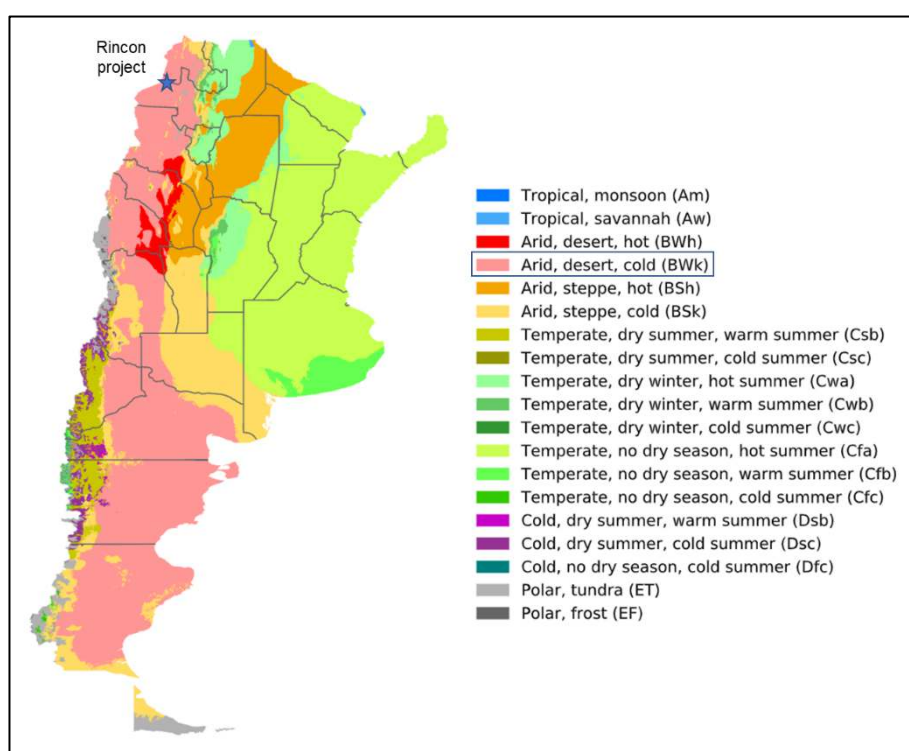 Rincon
project
Tropical, monsoon (Am)
Tropical, savannah (Aw)
Arid, desert, hot (BWh)
Arid, desert, cold (BWk)
Arid, steppe, hot (BSh)
Arid, steppe, cold (BSk)
Temperate, dry summer, warm summer (Csb)
Temperate, dry summer, cold summer (Csc)
Temperate, dry winter, hot summer (Cwa)
Temperate, dry winter, warm summer (Cwb)
Temperate, dry winter, cold summer (Cwc)
Temperate, no dry season, hot summer (Cfa)
Temperate, no dry season, warm summer (Cfb)
Temperate, no dry season, cold summer (Cfc)
Cold, dry summer, warm summer (Dsb)
Cold, dry summer, cold summer (Dsc)
Cold, no dry season, cold summer (Dfc)
Polar, tundra (ET)
Polar, frost (EF)